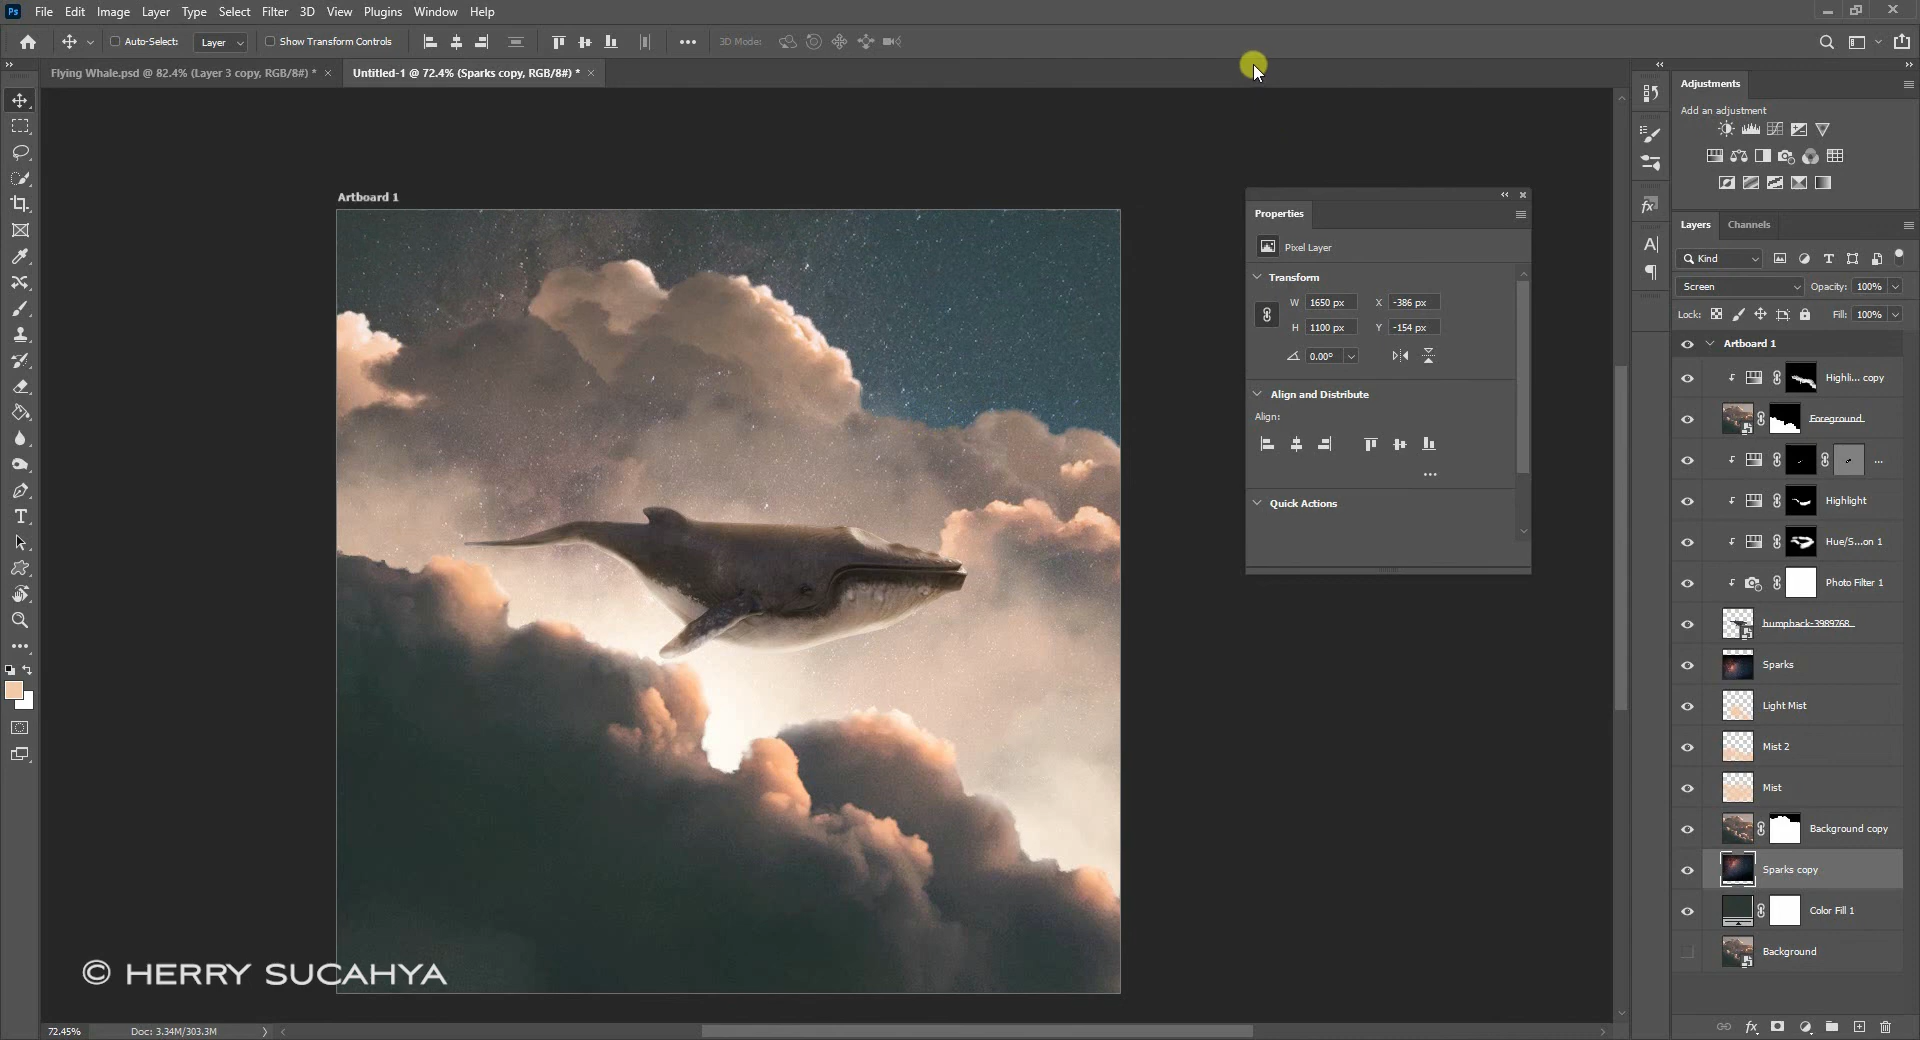 Ps File Edit Image Layer Type Select Filter 3D View Plugins Window Help
Auto-Select: Layer Show Transform Controls 3D Mode:
Flying Whale.psd @ 82.4% (Layer 3 copy, RGB/8#) * Untitled-1 @ 72.4% (Sparks copy, RGB/8#) *
Artboard 1
Properties
Pixel Layer
Transform
W 1650 px X -386 px
H 1100 px Y -154 px
0.00°
Align and Distribute
Align:
Quick Actions
Adjustments
Add an adjustment
Layers Channels
Kind
Screen Opacity: 100%
Lock: Fill: 100%
Artboard 1
Highli... copy
Foreground
...
Highlight
Hue/S...on 1
Photo Filter 1
humpback-3989768
Sparks
Light Mist
Mist 2
Mist
Background copy
Sparks copy
Color Fill 1
Background
© HERRY SUCAHYA
72.45% Doc: 3.34M/303.3M